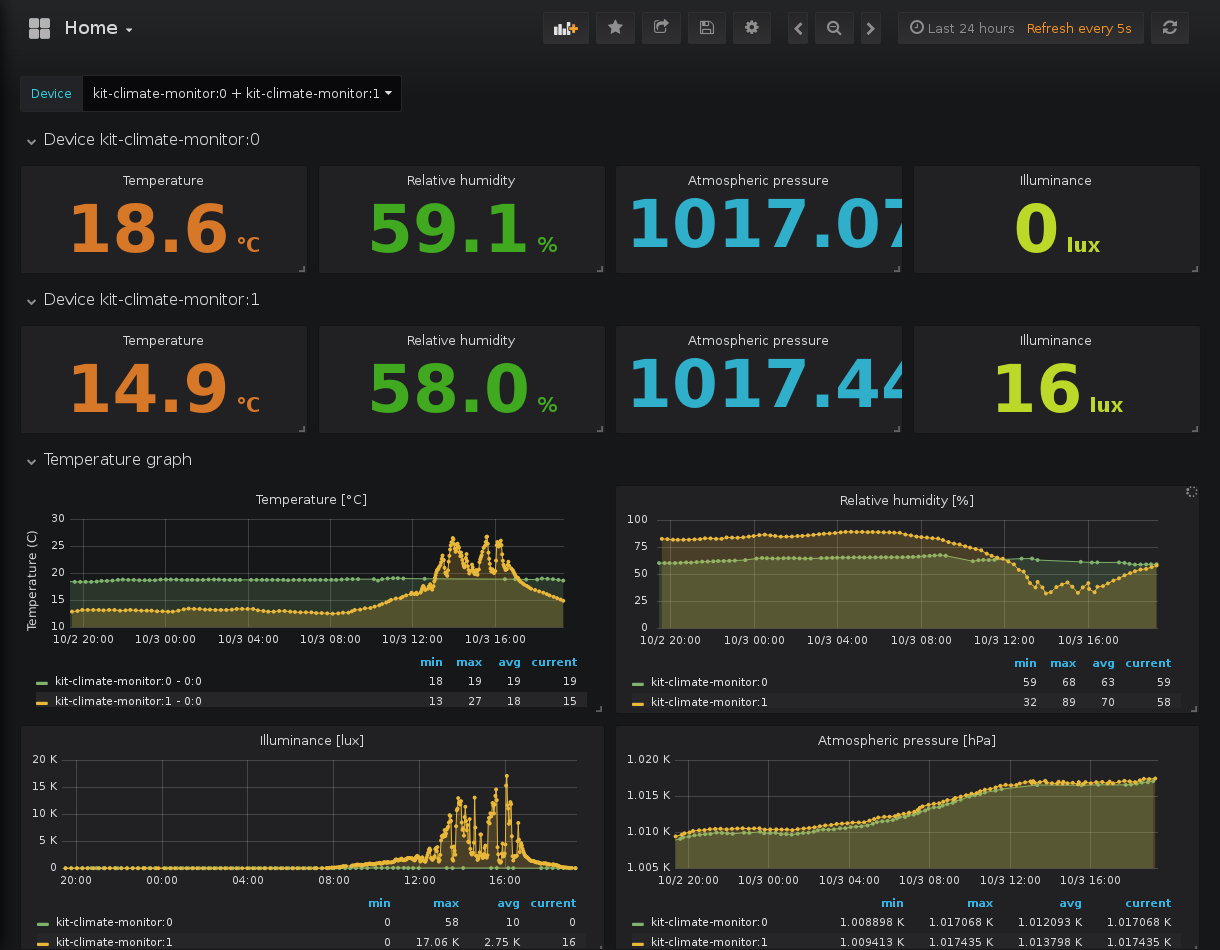 Home
Last 24 hours Refresh every 5s
Device kit-climate-monitor:0 + kit-climate-monitor:1
Device kit-climate-monitor:0
Temperature Relative humidity Atmospheric pressure Illuminance
18.6 °C 59.1 % 1017.07 0 lux
Device kit-climate-monitor:1
Temperature Relative humidity Atmospheric pressure Illuminance
14.9 °C 58.0 % 1017.44 16 lux
Temperature graph
Temperature [°C]
Temperature (C)
30
25
20
15
10
10/2 20:00 10/3 00:00 10/3 04:00 10/3 08:00 10/3 12:00 10/3 16:00
min max avg current
kit-climate-monitor:0 - 0:0 18 19 19 19
kit-climate-monitor:1 - 0:0 13 27 18 15
Relative humidity [%]
100
75
50
25
0
10/2 20:00 10/3 00:00 10/3 04:00 10/3 08:00 10/3 12:00 10/3 16:00
min max avg current
kit-climate-monitor:0 59 68 63 59
kit-climate-monitor:1 32 89 70 58
Illuminance [lux]
20 K
15 K
10 K
5 K
0
20:00 00:00 04:00 08:00 12:00 16:00
min max avg current
kit-climate-monitor:0 0 58 10 0
kit-climate-monitor:1 0 17.06 K 2.75 K 16
Atmospheric pressure [hPa]
1.020 K
1.015 K
1.010 K
1.005 K
10/2 20:00 10/3 00:00 10/3 04:00 10/3 08:00 10/3 12:00 10/3 16:00
min max avg current
kit-climate-monitor:0 1.008898 K 1.017068 K 1.012093 K 1.017068 K
kit-climate-monitor:1 1.009413 K 1.017435 K 1.013798 K 1.017435 K